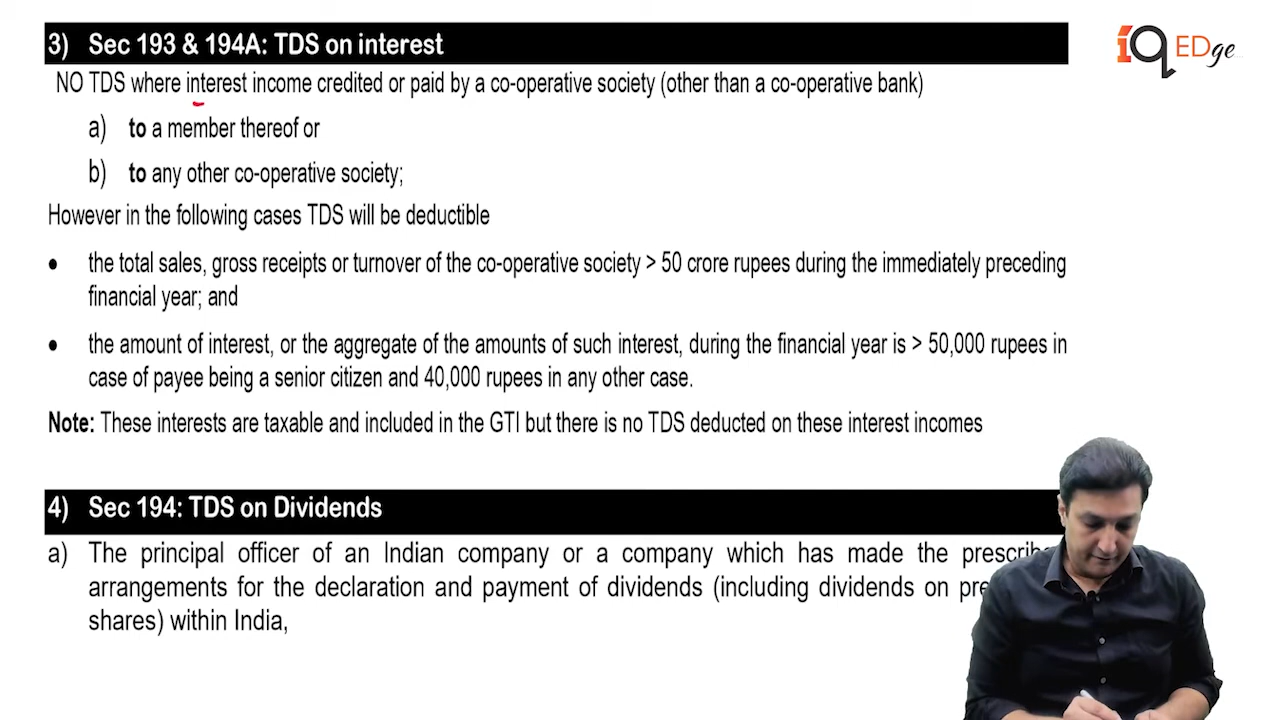 3) Sec 193 & 194A: TDS on interest
iQ EDge
NO TDS where interest income credited or paid by a co-operative society (other than a co-operative bank)
a) to a member thereof or
b) to any other co-operative society;
However in the following cases TDS will be deductible
• the total sales, gross receipts or turnover of the co-operative society > 50 crore rupees during the immediately preceding
financial year; and
• the amount of interest, or the aggregate of the amounts of such interest, during the financial year is > 50,000 rupees in
case of payee being a senior citizen and 40,000 rupees in any other case.
Note: These interests are taxable and included in the GTI but there is no TDS deducted on these interest incomes
4) Sec 194: TDS on Dividends
a) The principal officer of an Indian company or a company which has made the
arrangements for the declaration and payment of dividends (including dividends on
shares) within India,